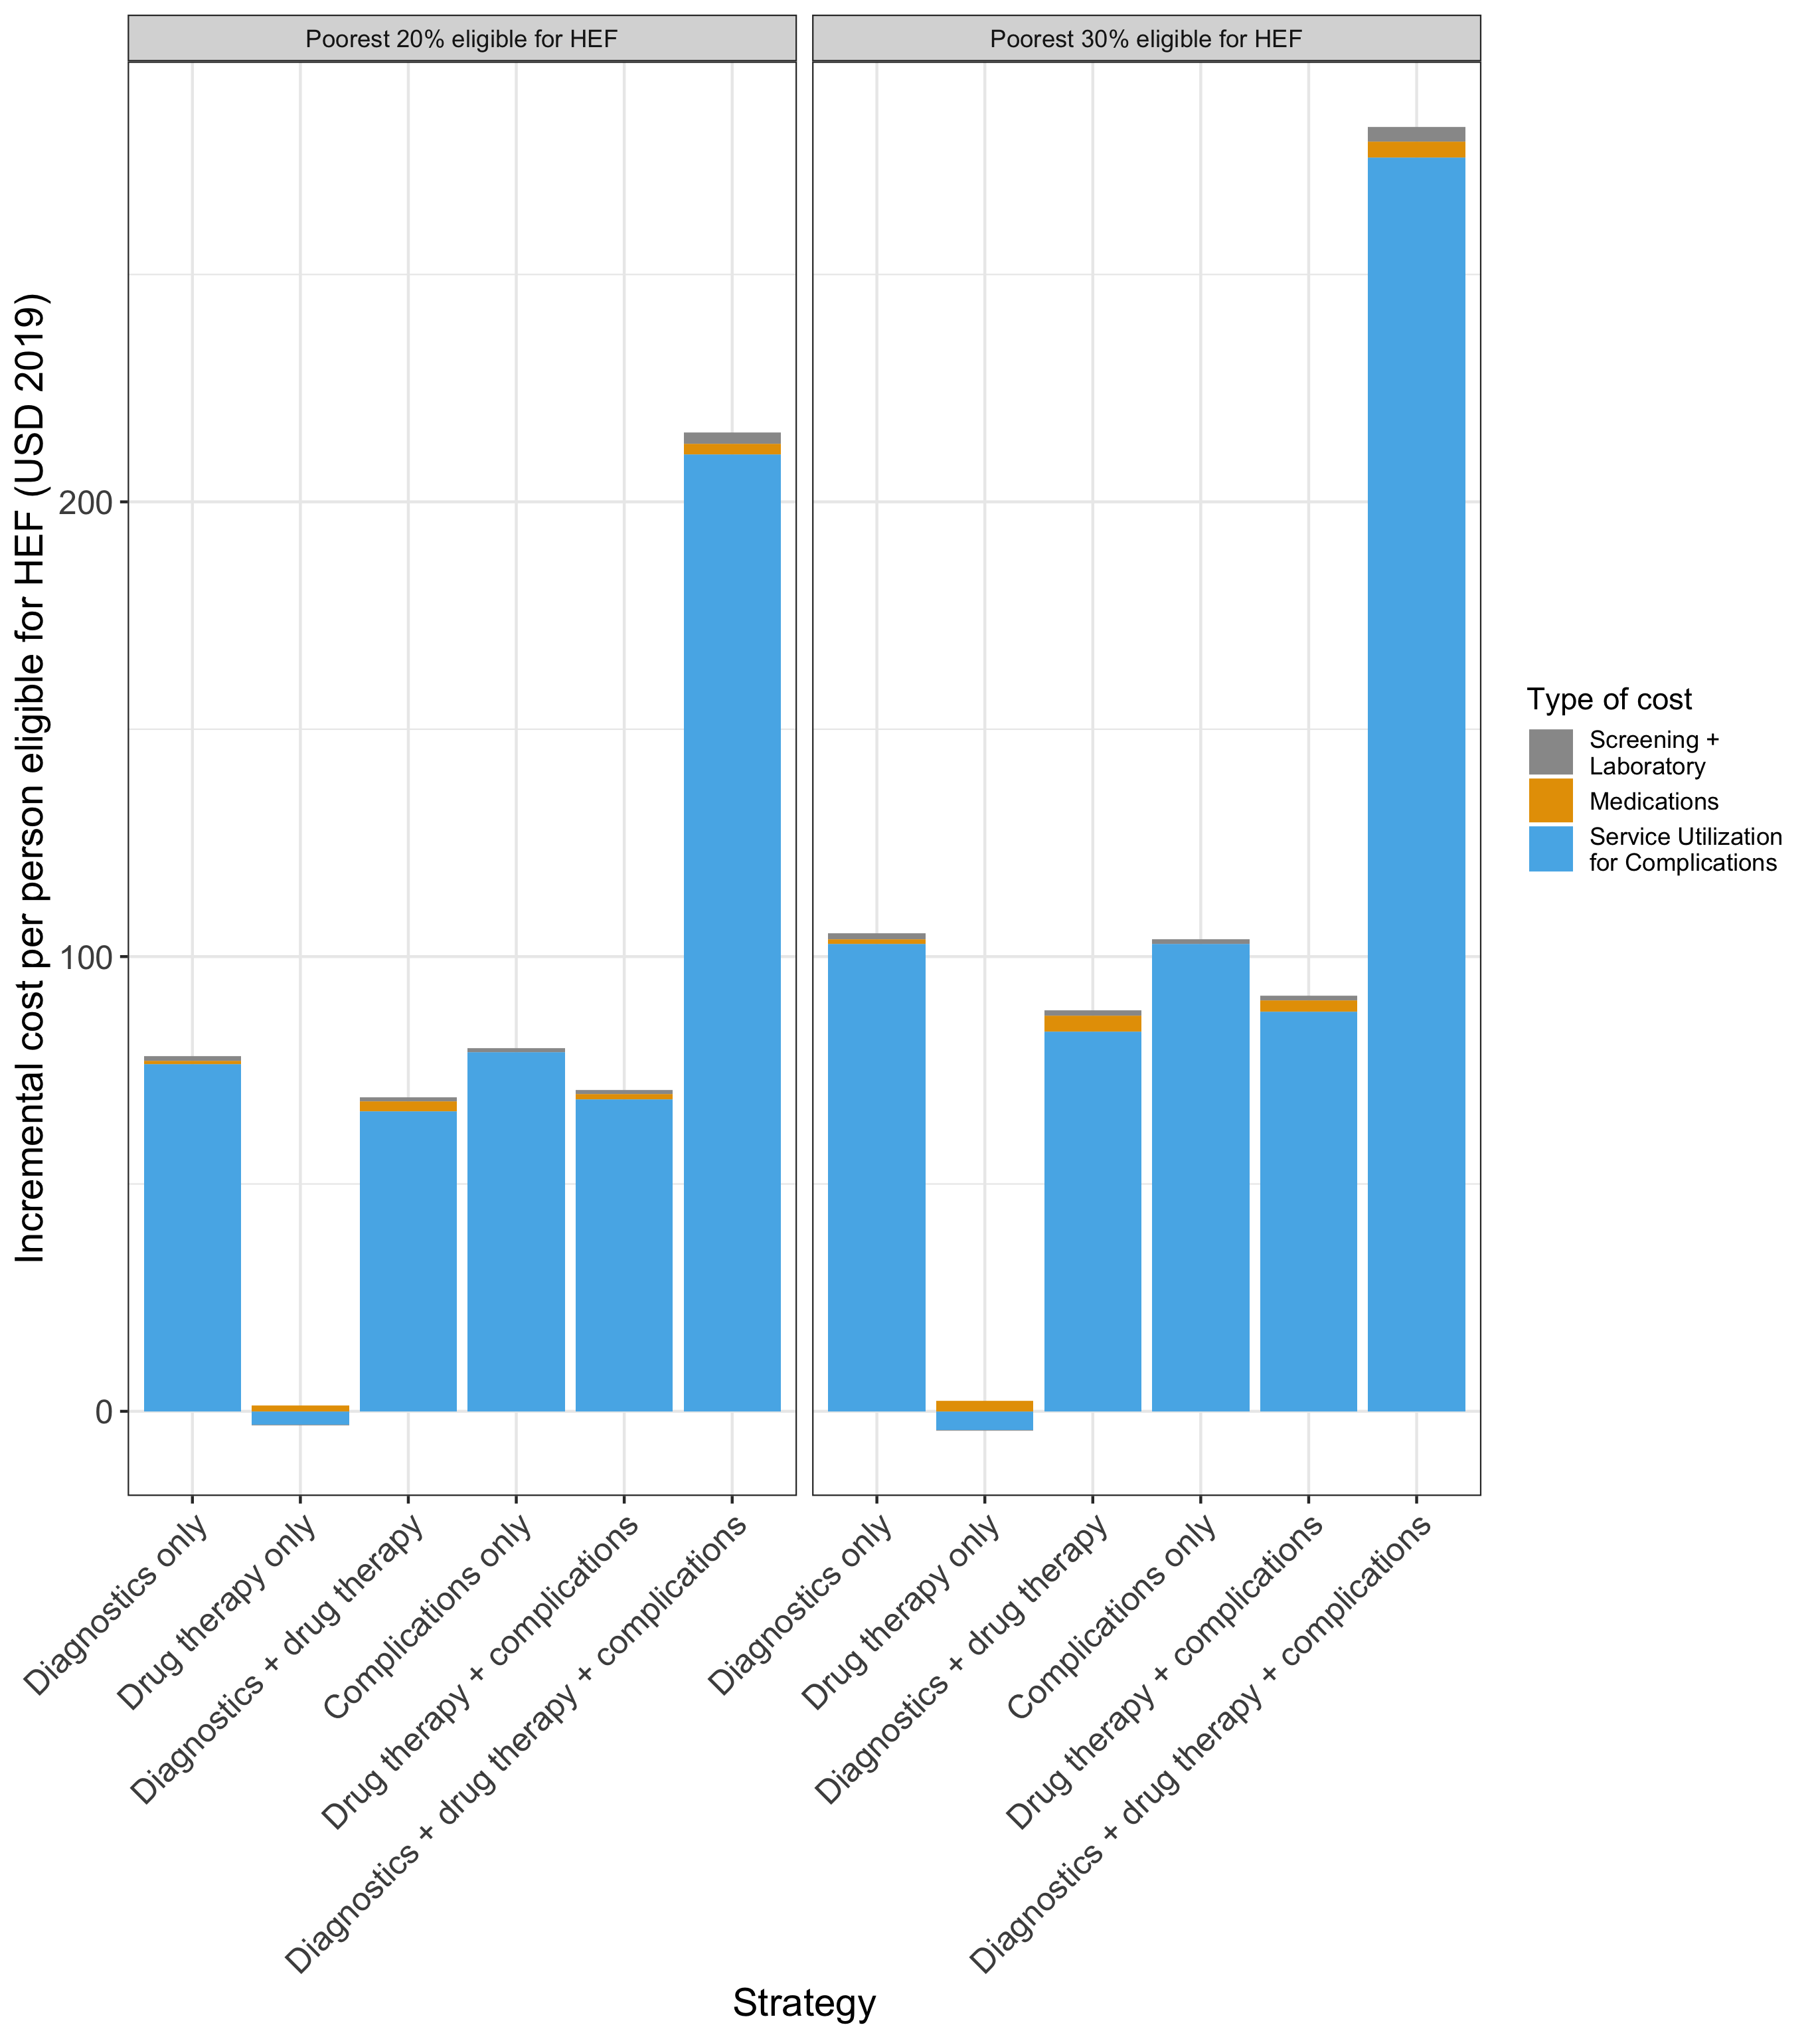 Poorest 20% eligible for HEF
Poorest 30% eligible for HEF
Incremental cost per person eligible for HEF (USD 2019)
200
100
0
Diagnostics only
Drug therapy only
Diagnostics + drug therapy
Complications only
Drug therapy + complications
Diagnostics + drug therapy + complications
Diagnostics only
Drug therapy only
Diagnostics + drug therapy
Complications only
Drug therapy + complications
Diagnostics + drug therapy + complications
Strategy
Type of cost
Screening +
Laboratory
Medications
Service Utilization
for Complications